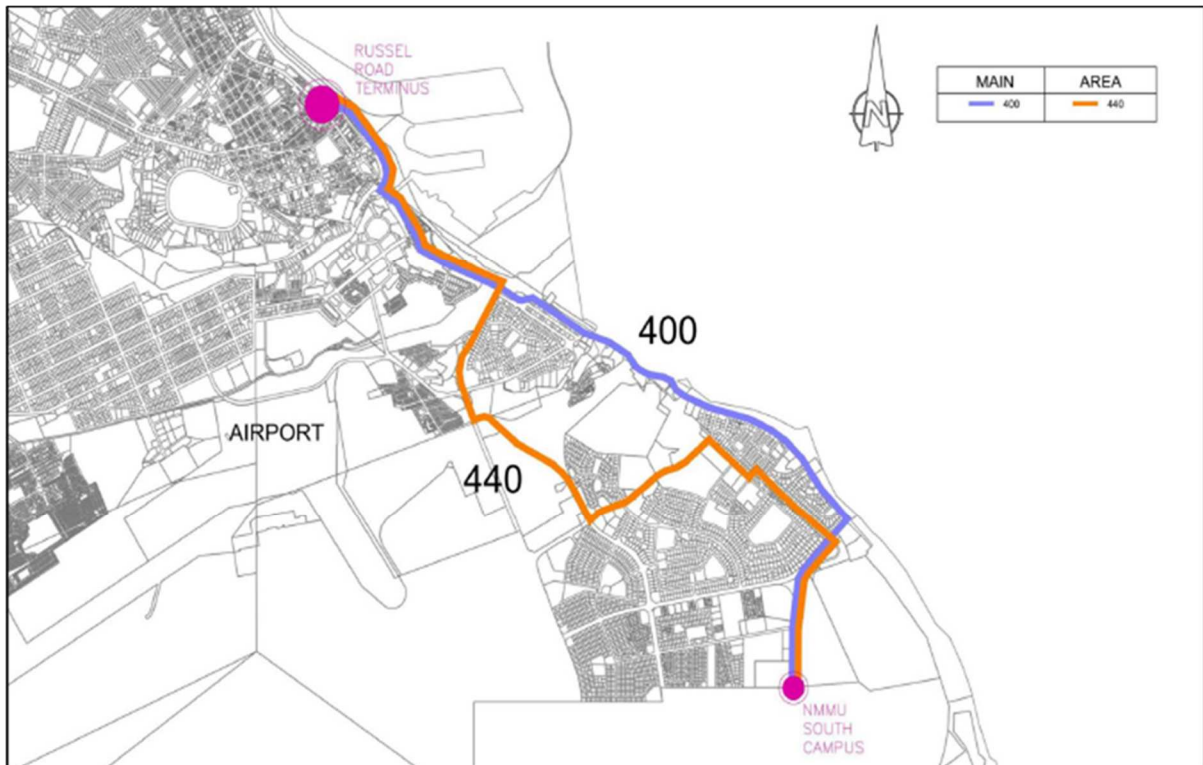 RUSSEL
ROAD
TERMINUS
N
MAIN
AREA
400
440
400
AIRPORT
440
NMMU
SOUTH
CAMPUS